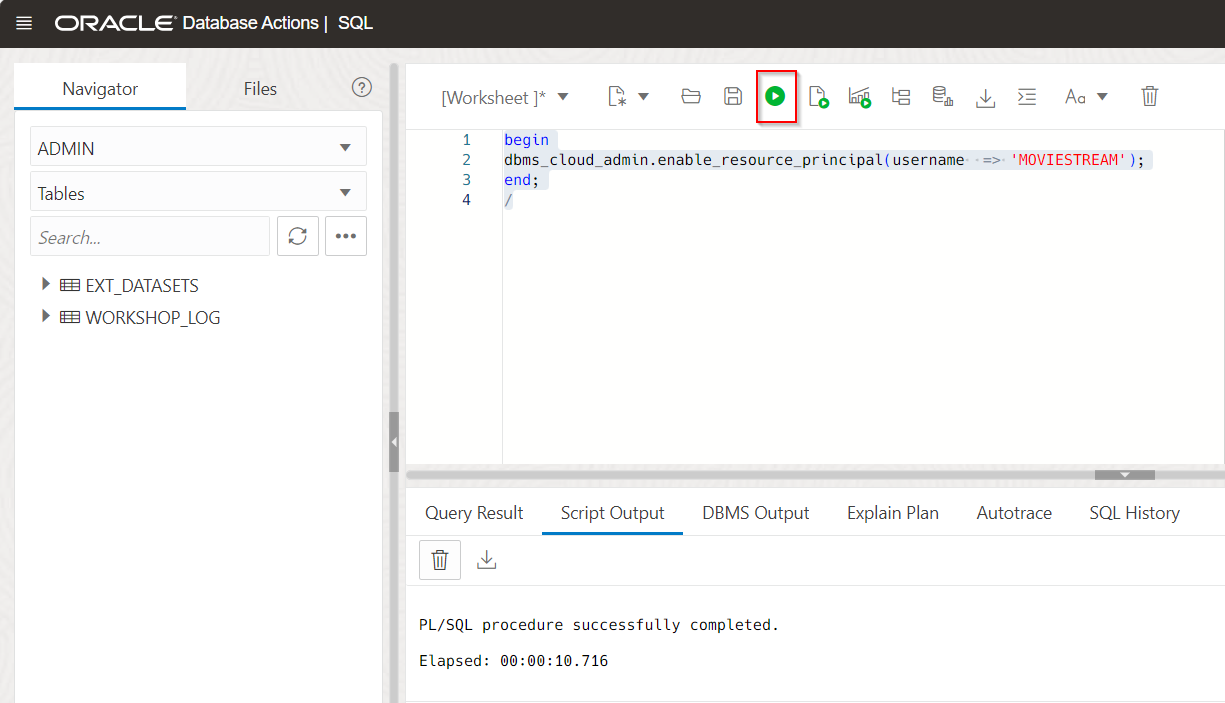 ORACLE Database Actions | SQL
Navigator
Files
?
[Worksheet ]*
Aa
ADMIN
Tables
Search...
EXT_DATASETS
WORKSHOP_LOG
1 begin
2 dbms_cloud_admin.enable_resource_principal(username => 'MOVIESTREAM');
3 end;
4 /
Query Result
Script Output
DBMS Output
Explain Plan
Autotrace
SQL History
PL/SQL procedure successfully completed.
Elapsed: 00:00:10.716